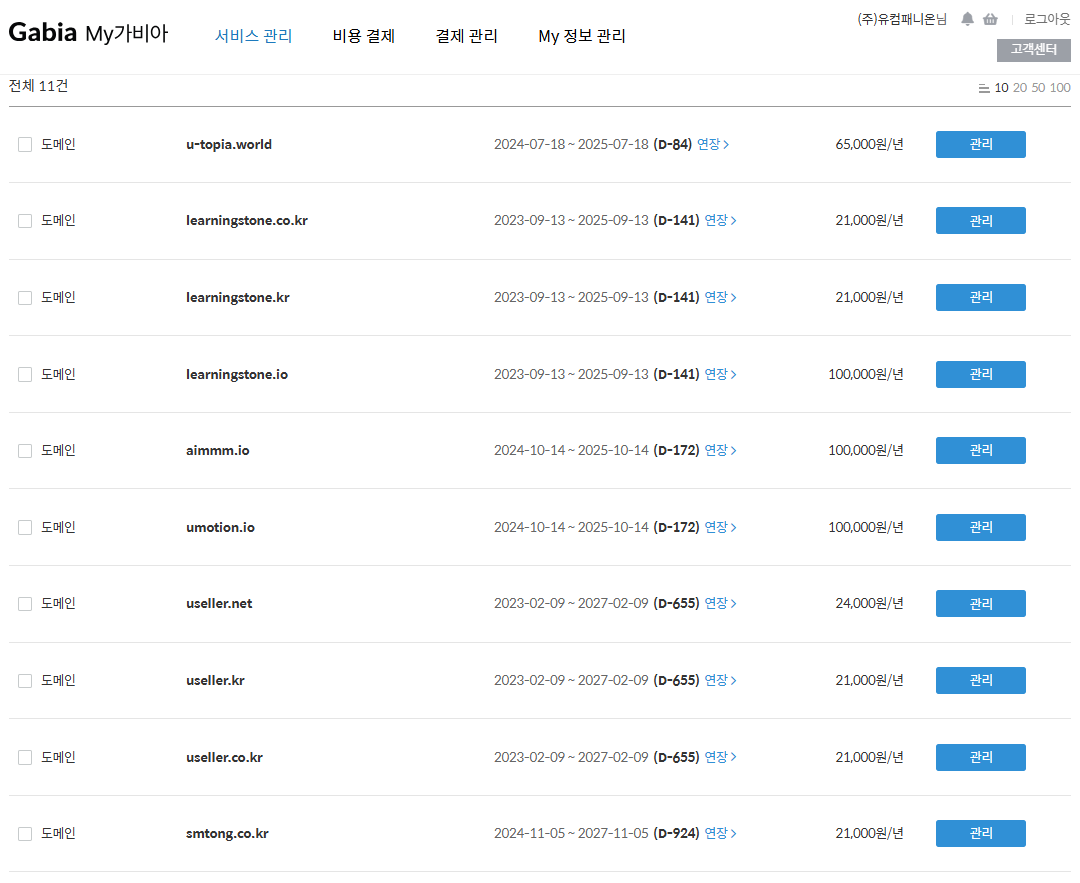 Gabia My가비아 서비스 관리 비용 결제 결제 관리 My 정보 관리 (주)유컴패니온님 로그아웃
고객센터
전체 11건 10 20 50 100
도메인 u-topia.world 2024-07-18 ~ 2025-07-18 (D-84) 연장 > 65,000원/년 관리
도메인 learningstone.co.kr 2023-09-13 ~ 2025-09-13 (D-141) 연장 > 21,000원/년 관리
도메인 learningstone.kr 2023-09-13 ~ 2025-09-13 (D-141) 연장 > 21,000원/년 관리
도메인 learningstone.io 2023-09-13 ~ 2025-09-13 (D-141) 연장 > 100,000원/년 관리
도메인 aimmm.io 2024-10-14 ~ 2025-10-14 (D-172) 연장 > 100,000원/년 관리
도메인 umotion.io 2024-10-14 ~ 2025-10-14 (D-172) 연장 > 100,000원/년 관리
도메인 useller.net 2023-02-09 ~ 2027-02-09 (D-655) 연장 > 24,000원/년 관리
도메인 useller.kr 2023-02-09 ~ 2027-02-09 (D-655) 연장 > 21,000원/년 관리
도메인 useller.co.kr 2023-02-09 ~ 2027-02-09 (D-655) 연장 > 21,000원/년 관리
도메인 smtong.co.kr 2024-11-05 ~ 2027-11-05 (D-924) 연장 > 21,000원/년 관리